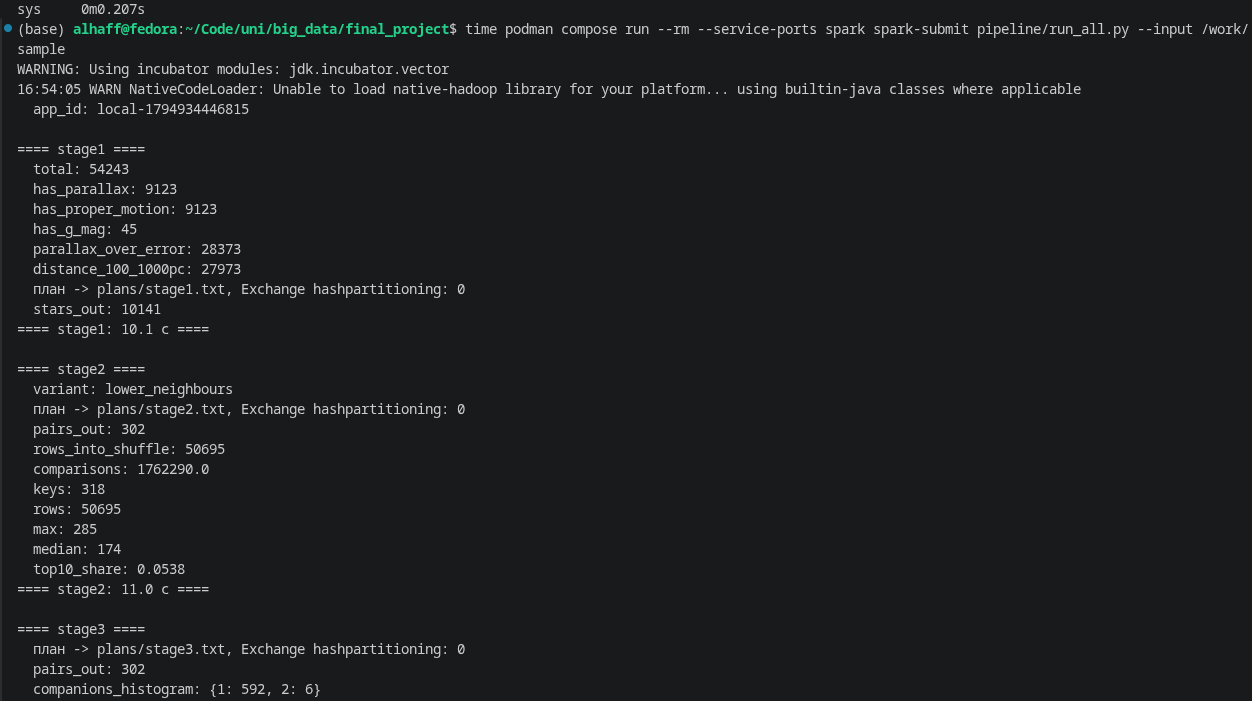 sys     0m0.207s
(base) alhaff@fedora:~/Code/uni/big_data/final_project$ time podman compose run --rm --service-ports spark spark-submit pipeline/run_all.py --input /work/
sample
WARNING: Using incubator modules: jdk.incubator.vector
16:54:05 WARN NativeCodeLoader: Unable to load native-hadoop library for your platform... using builtin-java classes where applicable
  app_id: local-1794934446815

==== stage1 ====
  total: 54243
  has_parallax: 9123
  has_proper_motion: 9123
  has_g_mag: 45
  parallax_over_error: 28373
  distance_100_1000pc: 27973
  план -> plans/stage1.txt, Exchange hashpartitioning: 0
  stars_out: 10141
==== stage1: 10.1 с ====

==== stage2 ====
  variant: lower_neighbours
  план -> plans/stage2.txt, Exchange hashpartitioning: 0
  pairs_out: 302
  rows_into_shuffle: 50695
  comparisons: 1762290.0
  keys: 318
  rows: 50695
  max: 285
  median: 174
  top10_share: 0.0538
==== stage2: 11.0 с ====

==== stage3 ====
  план -> plans/stage3.txt, Exchange hashpartitioning: 0
  pairs_out: 302
  companions_histogram: {1: 592, 2: 6}